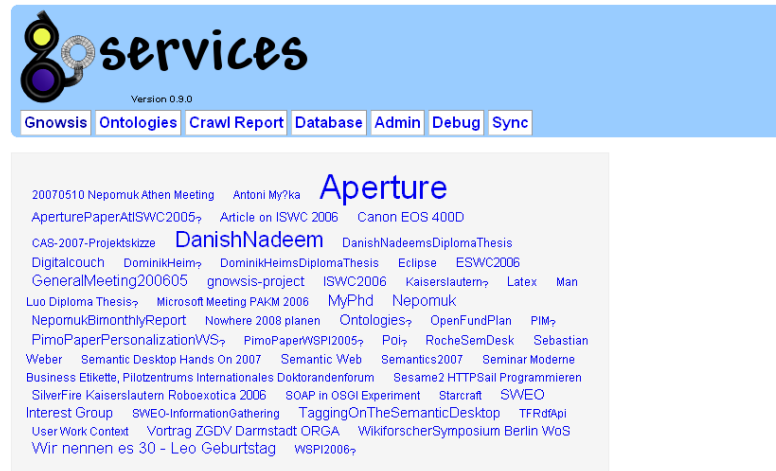 services
Version 0.9.0
Gnowsis Ontologies Crawl Report Database Admin Debug Sync
20070510 Nepomuk Athen Meeting Antoni My?ka Aperture
AperturePaperAtISWC2005? Article on ISWC 2006 Canon EOS 400D
CAS-2007-Projektskizze DanishNadeem DanishNadeemsDiplomaThesis
Digitalcouch DominikHeim? DominikHeimsDiplomaThesis Eclipse ESWC2006
GeneralMeeting200605 gnowsis-project ISWC2006 Kaiserslautern? Latex Man
Luo Diploma Thesis? Microsoft Meeting PAKM 2006 MyPhd Nepomuk
NepomukBimonthlyReport Nowhere 2008 planen Ontologies? OpenFundPlan PIM?
PimoPaperPersonalizationWS? PimoPaperWSPI2005? Poi? RocheSemDesk Sebastian
Weber Semantic Desktop Hands On 2007 Semantic Web Semantics2007 Seminar Moderne
Business Etikette, Pilotzentrums Internationales Doktorandenforum Sesame2 HTTPSail Programmieren
SilverFire Kaiserslautern Roboexotica 2006 SOAP in OSGI Experiment Starcraft SWEO
Interest Group SWEO-InformationGathering TaggingOnTheSemanticDesktop TFRdfApi
User Work Context Vortrag ZGDV Darmstadt ORGA WikiforscherSymposium Berlin WoS
Wir nennen es 30 - Leo Geburtstag WSPI2006?